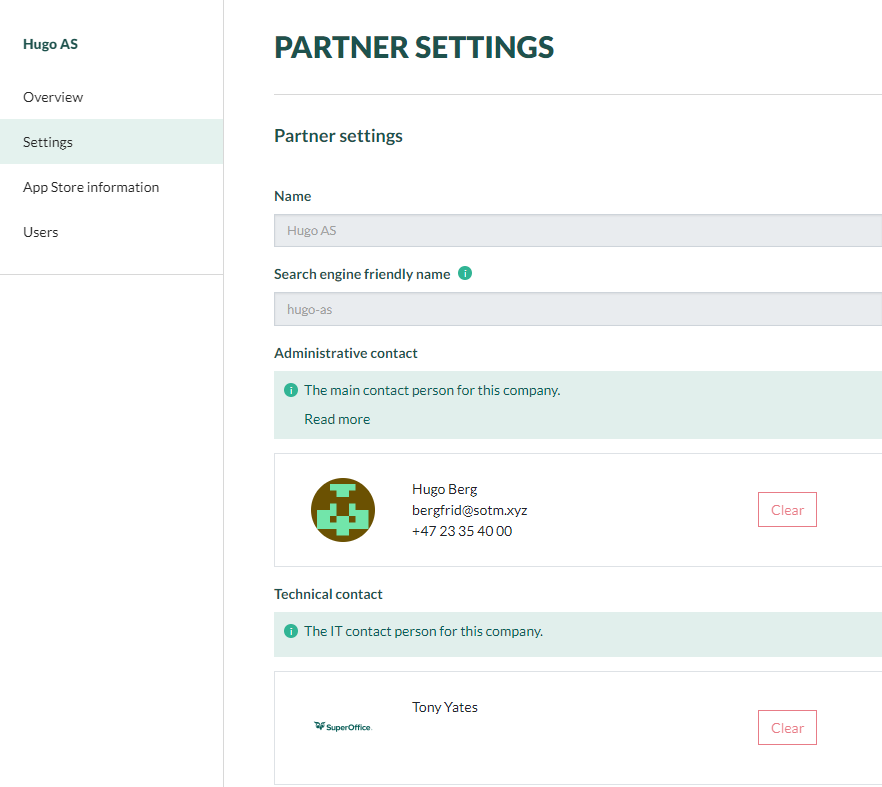 Hugo AS
Overview
Settings
App Store information
Users
PARTNER SETTINGS
Partner settings
Name
Hugo AS
Search engine friendly name
hugo-as
Administrative contact
The main contact person for this company.
Read more
Hugo Berg
bergfrid@sotm.xyz
+47 23 35 40 00
Clear
Technical contact
The IT contact person for this company.
SuperOffice.
Tony Yates
Clear